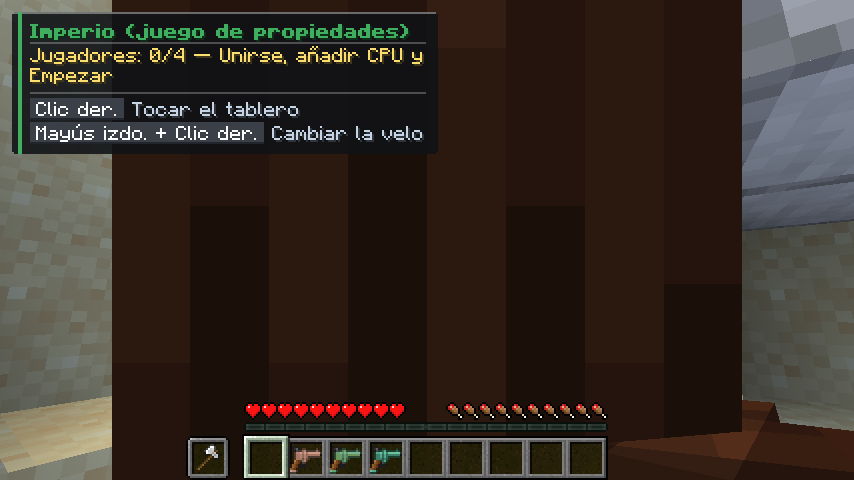 Imperio (juego de propiedades)
Jugadores: 0/4 — Unirse, añadir CPU y
Empezar
Clic der. Tocar el tablero
Mayús izdo. + Clic der. Cambiar la velo